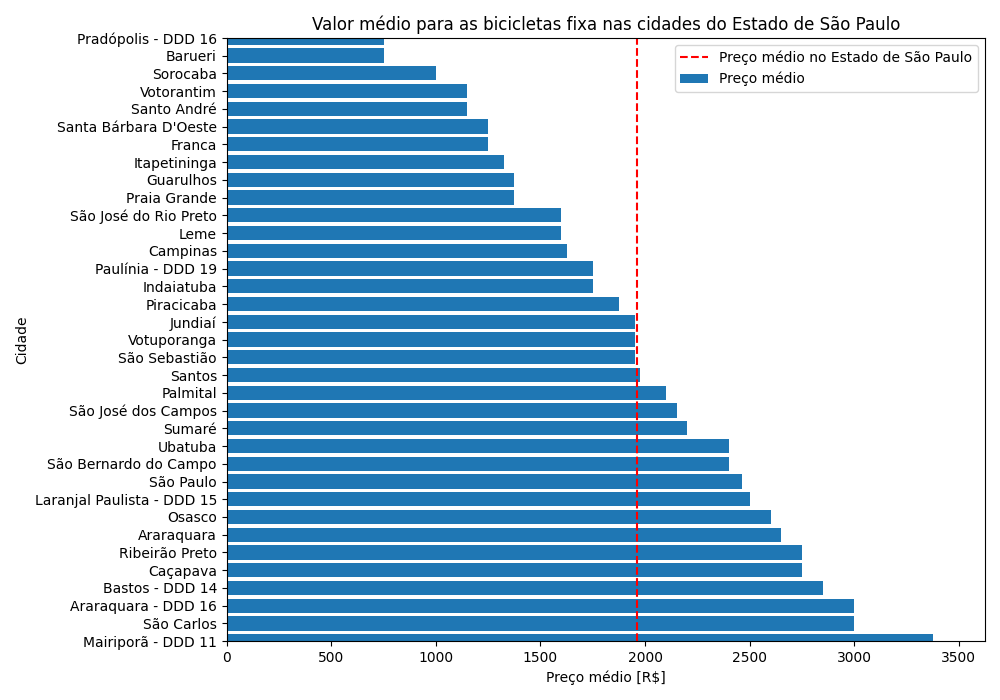 Valor médio para as bicicletas fixa nas cidades do Estado de São Paulo
Preço médio no Estado de São Paulo
Preço médio
Cidade
Pradópolis - DDD 16
Barueri
Sorocaba
Votorantim
Santo André
Santa Bárbara D'Oeste
Franca
Itapetininga
Guarulhos
Praia Grande
São José do Rio Preto
Leme
Campinas
Paulínia - DDD 19
Indaiatuba
Piracicaba
Jundiaí
Votuporanga
São Sebastião
Santos
Palmital
São José dos Campos
Sumaré
Ubatuba
São Bernardo do Campo
São Paulo
Laranjal Paulista - DDD 15
Osasco
Araraquara
Ribeirão Preto
Caçapava
Bastos - DDD 14
Araraquara - DDD 16
São Carlos
Mairiporã - DDD 11
0 500 1000 1500 2000 2500 3000 3500
Preço médio [R$]